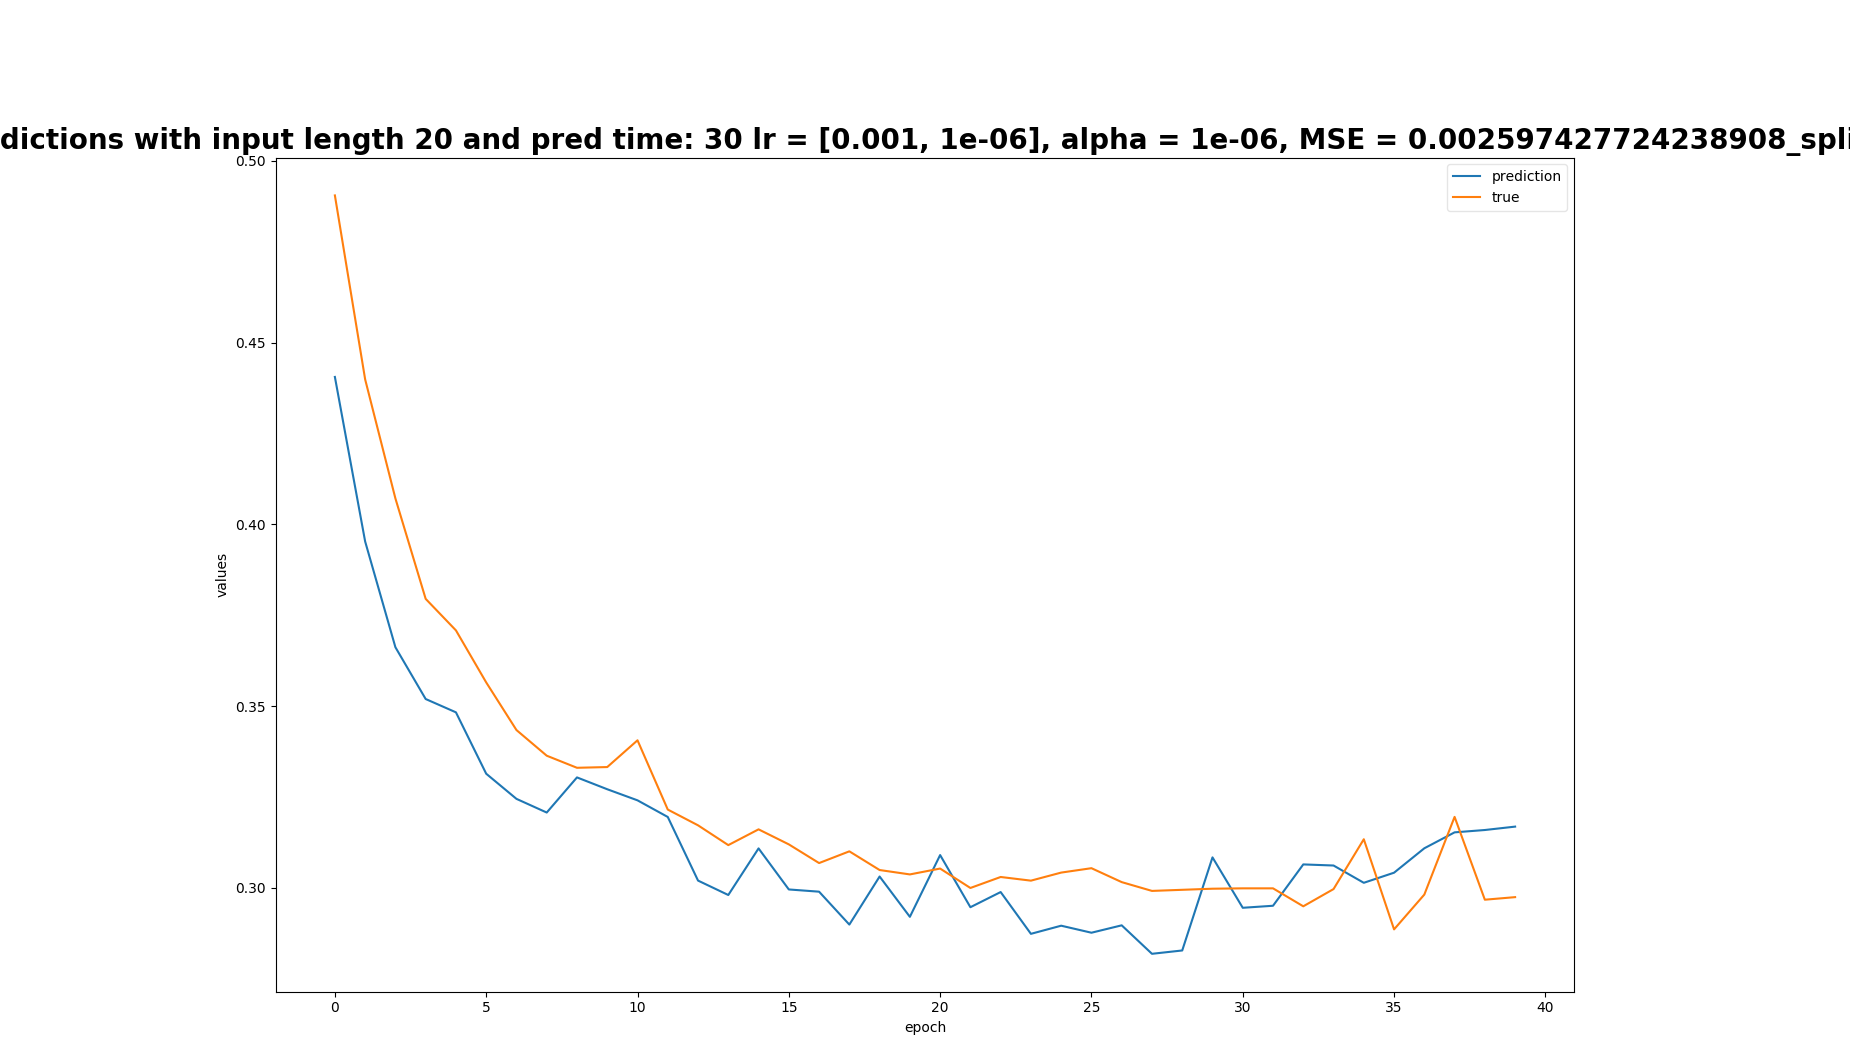 dictions with input length 20 and pred time: 30 lr = [0.001, 1e-06], alpha = 1e-06, MSE = 0.002597427724238908_spli
prediction
true
0.50
0.45
0.40
0.35
0.30
values
0
5
10
15
20
25
30
35
40
epoch